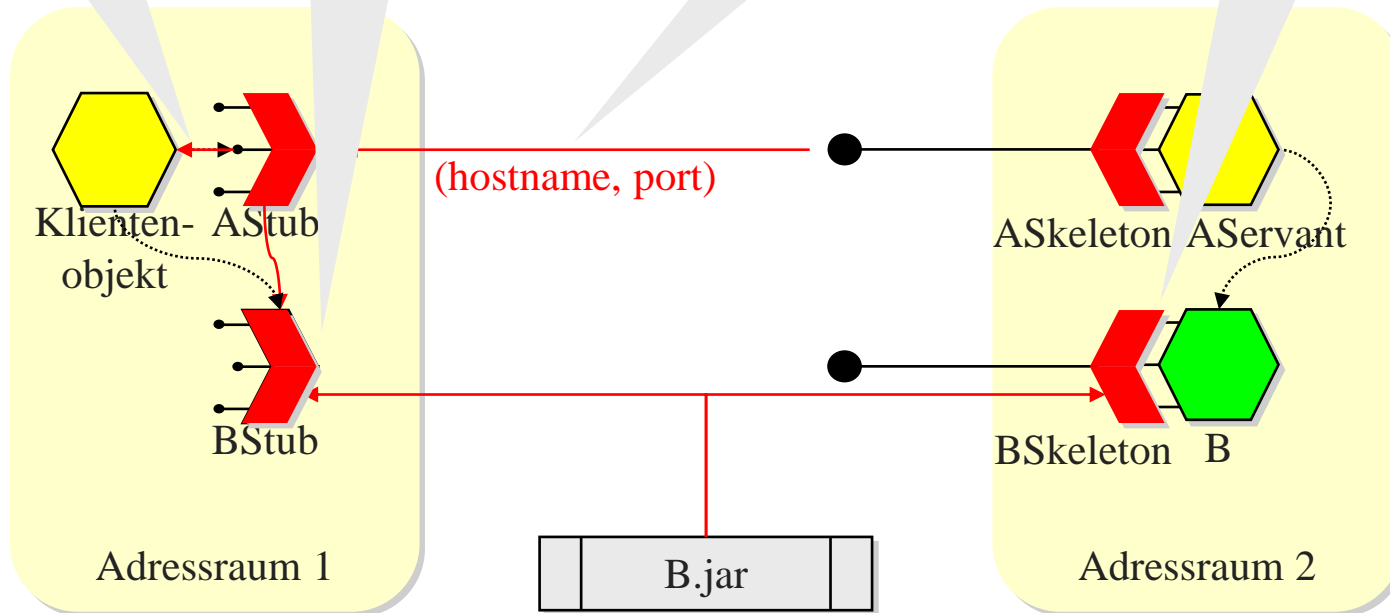 (hostname, port)
Klienten-
objekt
AStub
ASkeleton
AServant
BStub
BSkeleton
B
Adressraum 1
B.jar
Adressraum 2